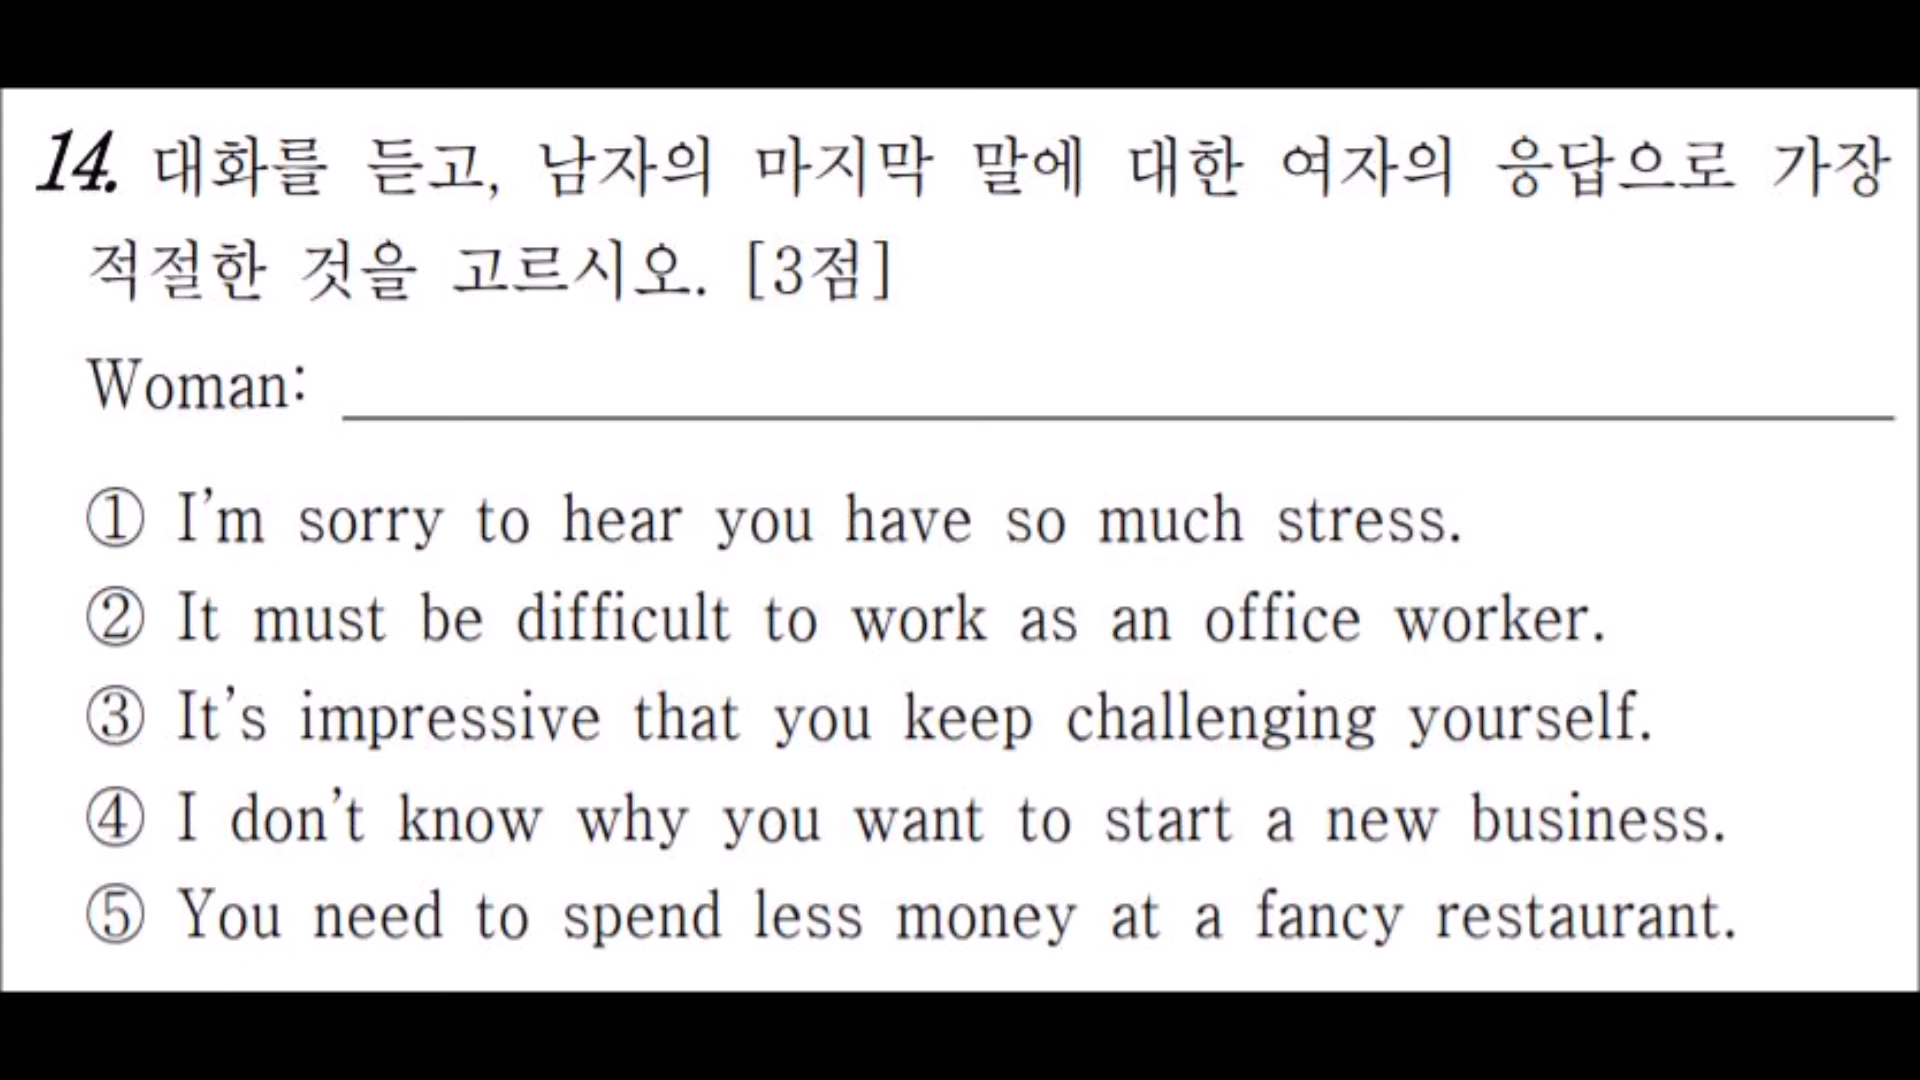 14. 대화를 듣고, 남자의 마지막 말에 대한 여자의 응답으로 가장
적절한 것을 고르시오. [3점]
Woman:
① I'm sorry to hear you have so much stress.
② It must be difficult to work as an office worker.
③ It's impressive that you keep challenging yourself.
④ I don't know why you want to start a new business.
⑤ You need to spend less money at a fancy restaurant.